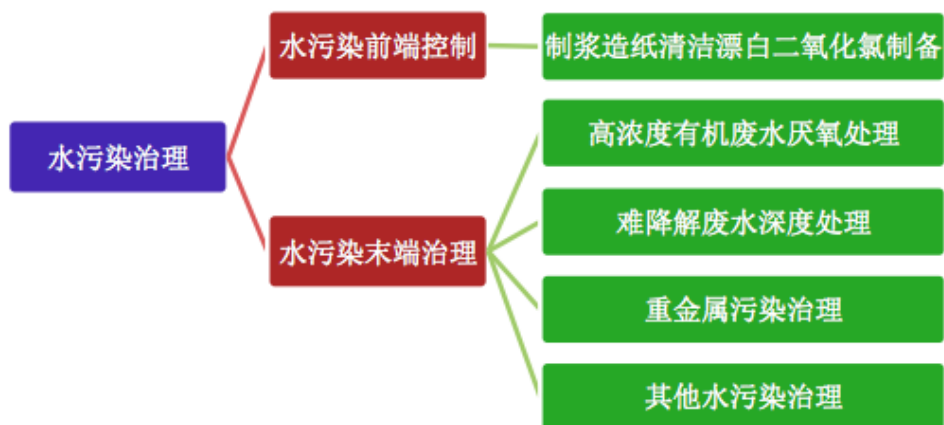 水污染治理
水污染前端控制
制浆造纸清洁漂白二氧化氯制备
水污染末端治理
高浓度有机废水厌氧处理
难降解废水深度处理
重金属污染治理
其他水污染治理